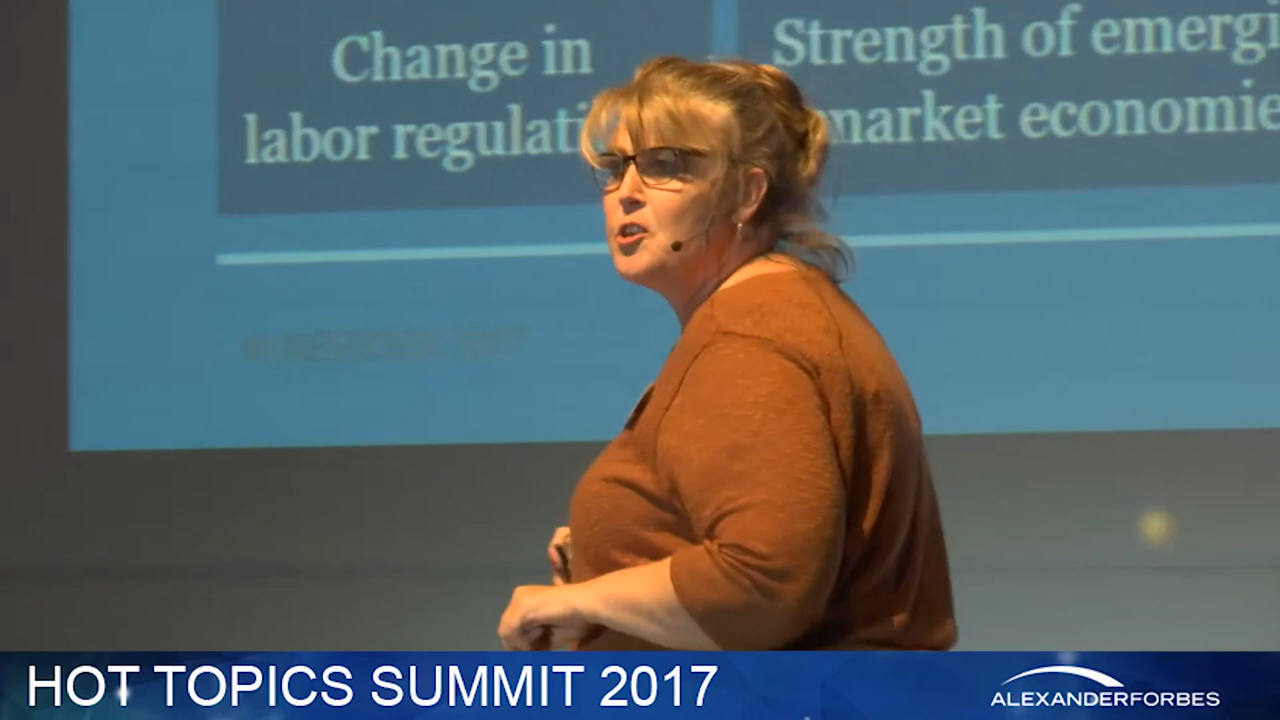 Change in
labor regulati
Strength of emergi
market economie
HOT TOPICS SUMMIT 2017
ALEXANDERFORBES